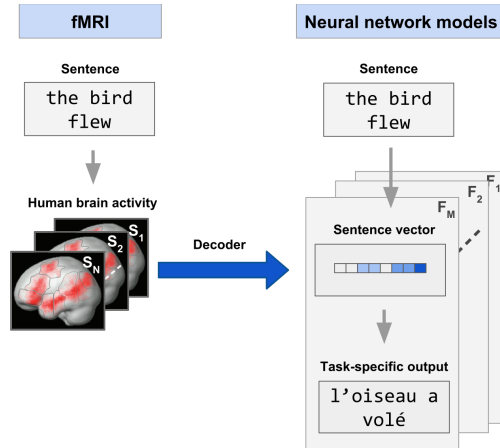 fMRI
Neural network models
Sentence
the bird
flew
Sentence
the bird
flew
Human brain activity
S1
S2
SN
Decoder
F1
F2
FM
Sentence vector
Task-specific output
l’oiseau a
volé